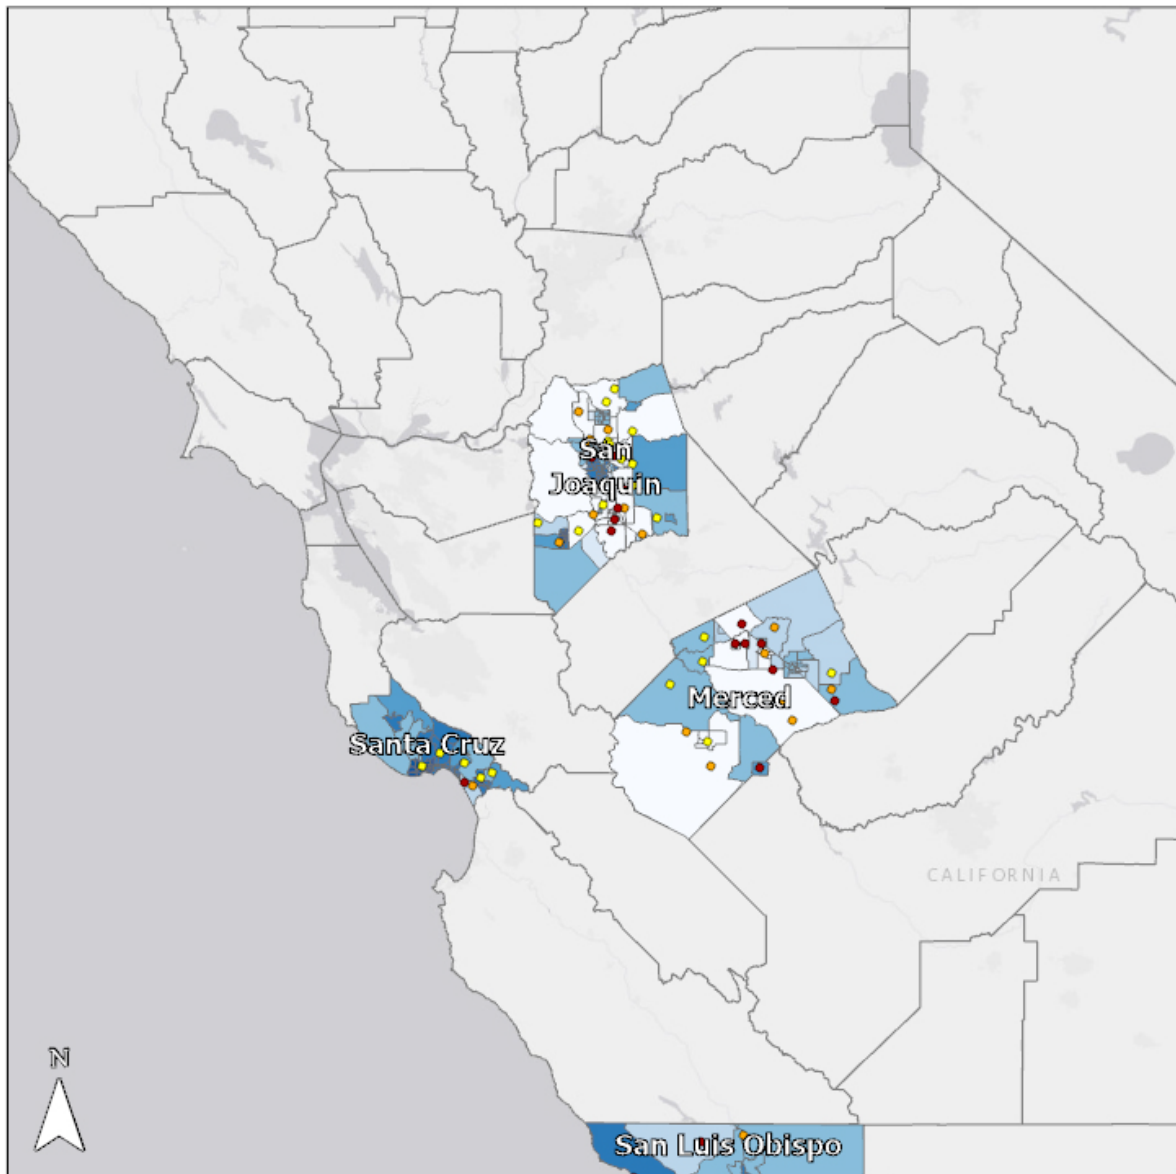 San
Joaquin
Merced
Santa Cruz
CALIFORNIA
N
San Luis Obispo